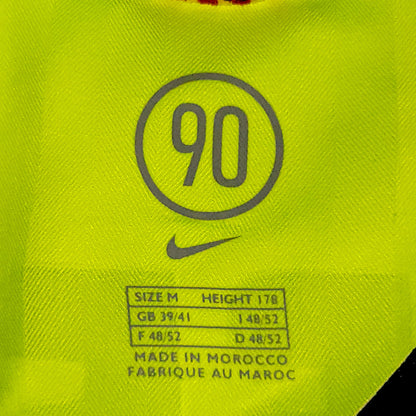 90
SIZE M HEIGHT 178
GB 39/41 I 48/52
F 48/52 D 48/52
MADE IN MOROCCO
FABRIQUE AU MAROC